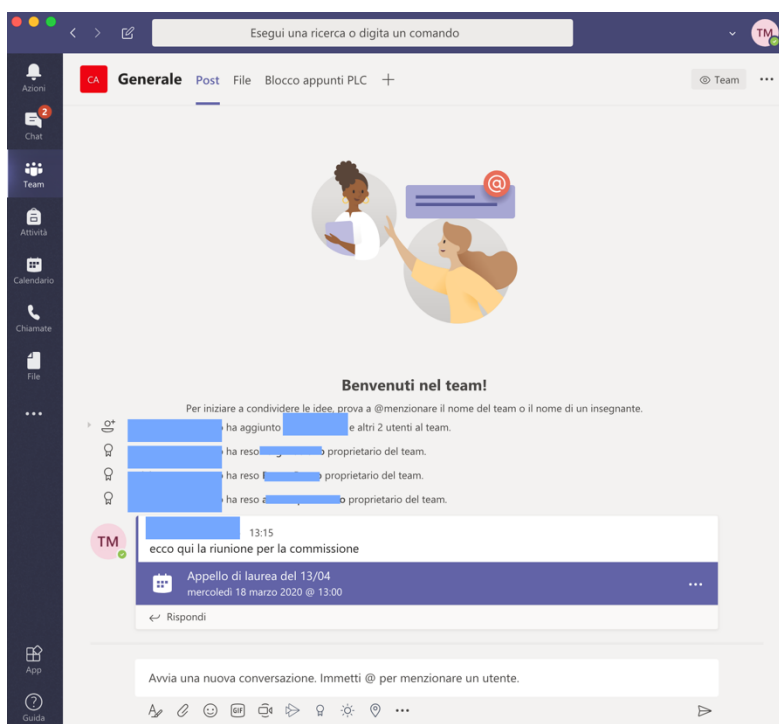 Esegui una ricerca o digita un comando
TM
Azioni
CA
Generale Post File Blocco appunti PLC
Team
2
Chat
Team
Attività
Calendario
Chiamate
File
@
Benvenuti nel team!
Per iniziare a condividere le idee, prova a @menzionare il nome del team o il nome di un insegnante.
ha aggiunto e altri 2 utenti al team.
ha reso proprietario del team.
ha reso proprietario del team.
ha reso proprietario del team.
TM
13:15
ecco qui la riunione per la commissione
Appello di laurea del 13/04
mercoledì 18 marzo 2020 @ 13:00
Rispondi
Avvia una nuova conversazione. Immetti @ per menzionare un utente.
GIF
App
Guida